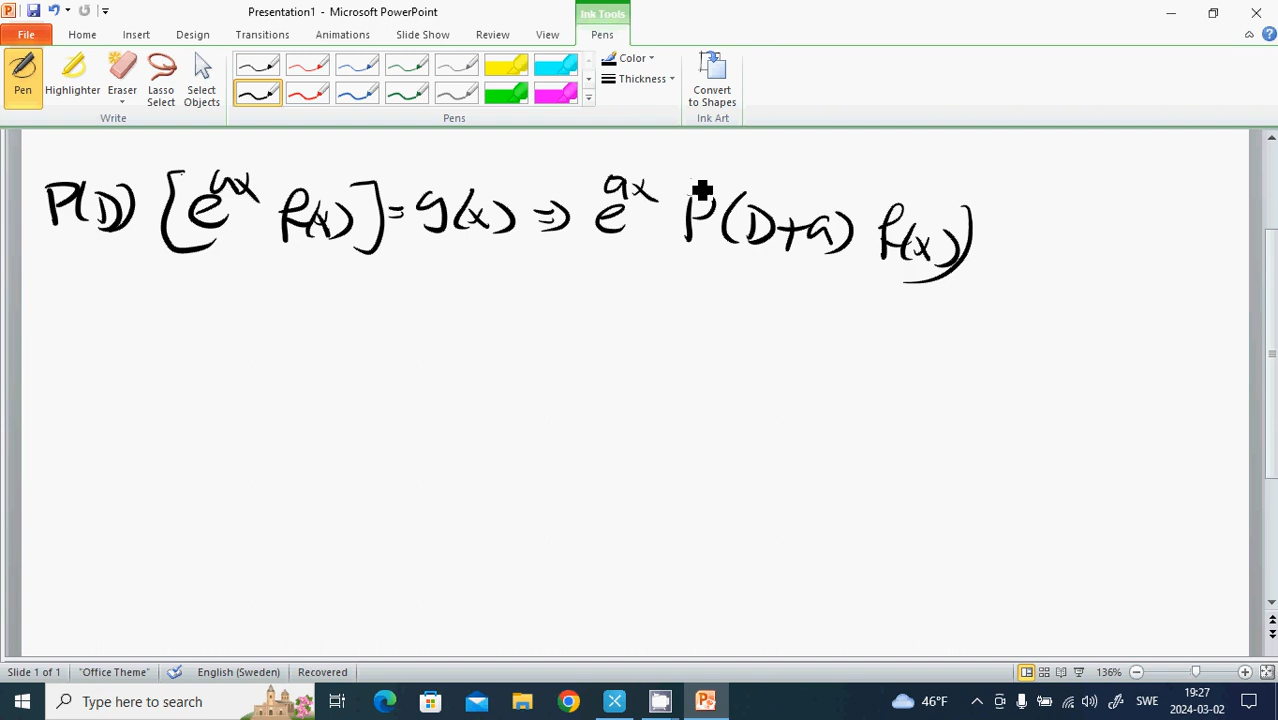 Presentation1 - Microsoft PowerPoint
Ink Tools
File Home Insert Design Transitions Animations Slide Show Review View Pens
Pen
Highlighter
Eraser
Lasso Select
Select Objects
Color
Thickness
Convert to Shapes
Write
Pens
Ink Art
P(D) [e^{ax} f(x)] = g(x) => e^{ax} P(D+a) f(x))
Slide 1 of 1
"Office Theme"
English (Sweden)
Recovered
136%
Type here to search
46°F
SWE
19:27
2024-03-02